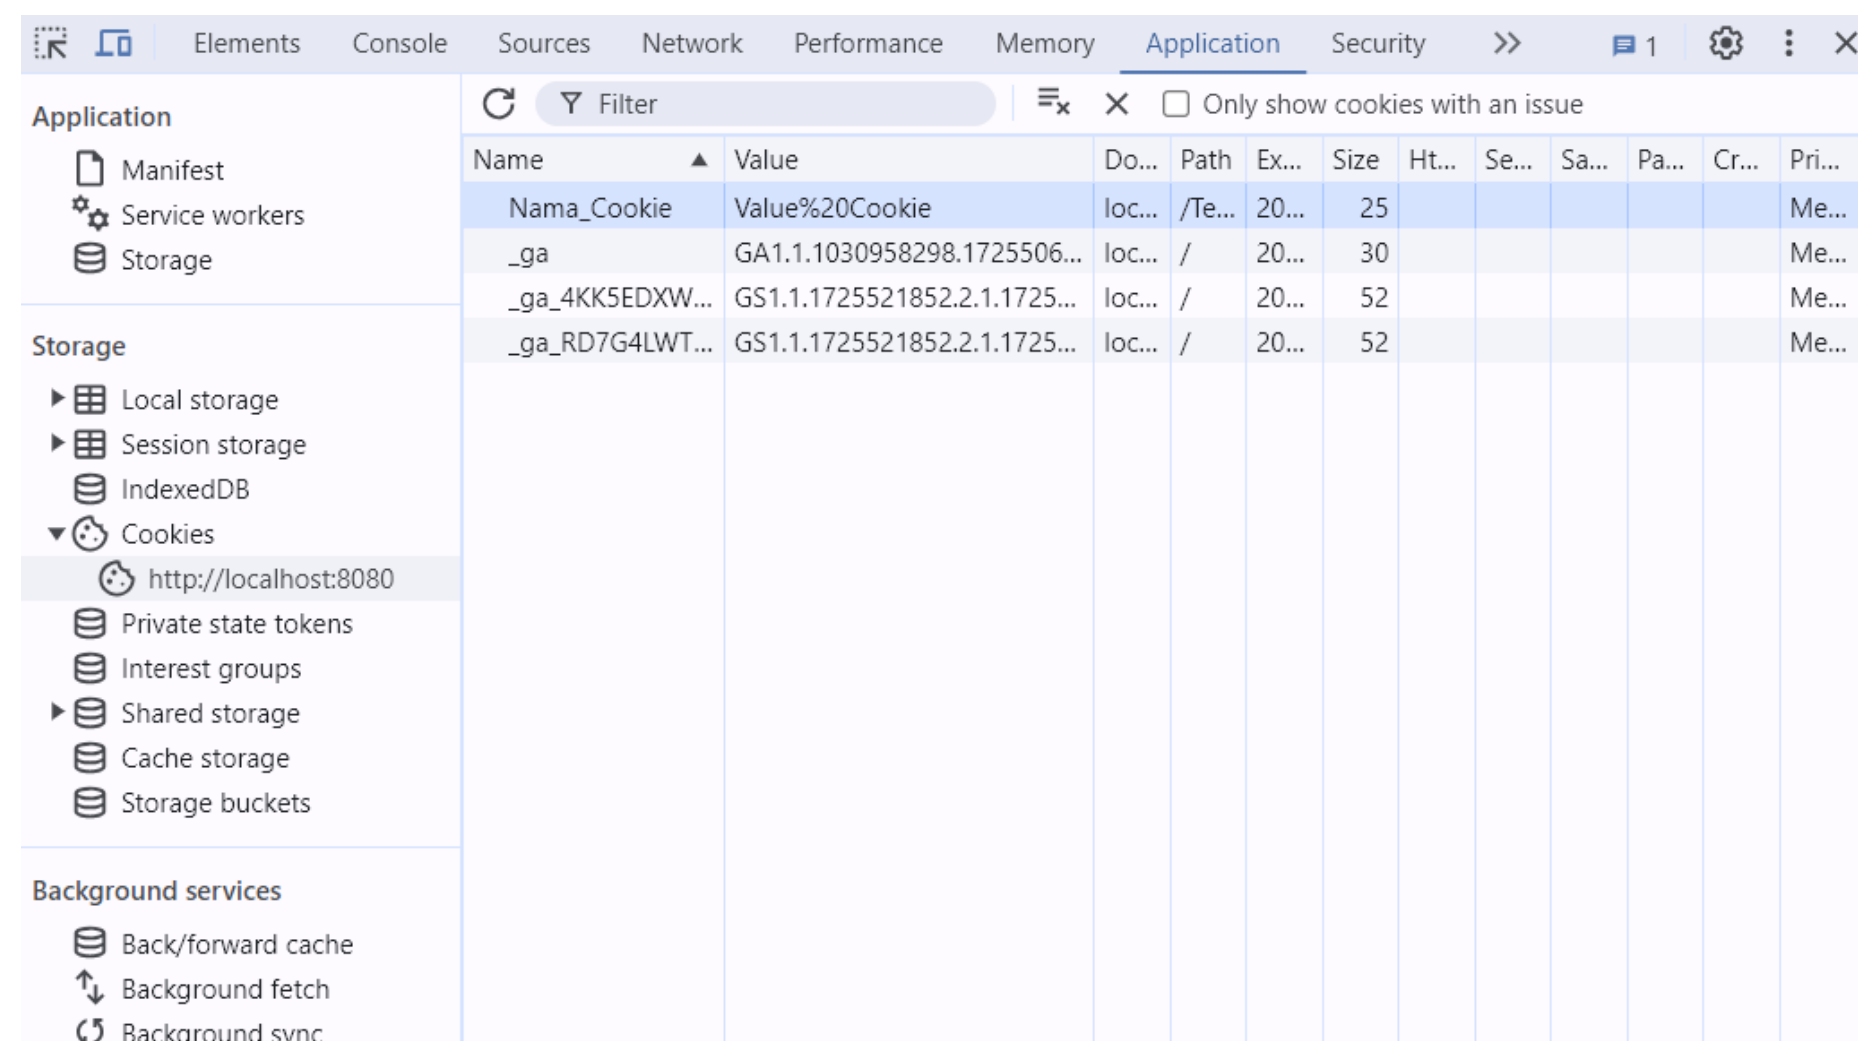 Elements Console Sources Network Performance Memory Application Security 1
Application
Manifest
Service workers
Storage
Storage
Local storage
Session storage
IndexedDB
Cookies
http://localhost:8080
Private state tokens
Interest groups
Shared storage
Cache storage
Storage buckets
Background services
Back/forward cache
Background fetch
Background sync
Filter Only show cookies with an issue
Name Value Do... Path Ex... Size Ht... Se... Sa... Pa... Cr... Pri...
Nama_Cookie Value%20Cookie loc... /Te... 20... 25 Me...
_ga GA1.1.1030958298.1725506... loc... / 20... 30 Me...
_ga_4KK5EDXW... GS1.1.1725521852.2.1.1725... loc... / 20... 52 Me...
_ga_RD7G4LWT... GS1.1.1725521852.2.1.1725... loc... / 20... 52 Me...